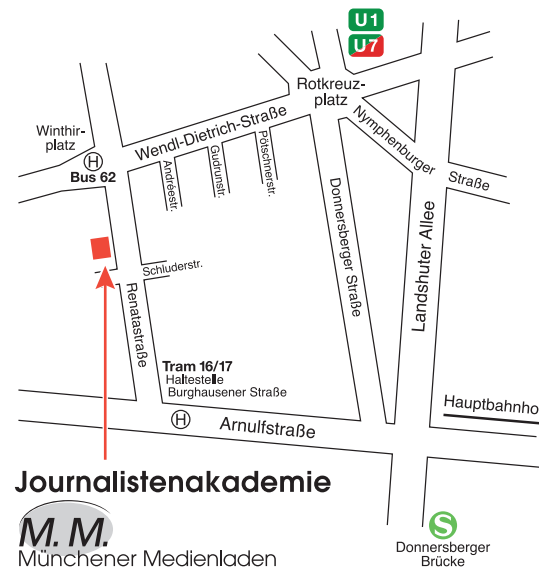 U1
U7
Rotkreuz-
platz
Winthir-
platz
H
Bus 62
Wendl-Dietrich-Straße
Andréestr.
Gudrunstr.
Pötschnerstr.
Nymphenburger
Straße
Donnersberger Straße
Landshuter Allee
Schluderstr.
Renatastraße
Tram 16/17
Haltestelle
Burghausener Straße
H
Arnulfstraße
Hauptbahnho
Journalistenakademie
M. M.
Münchener Medienladen
S
Donnersberger
Brücke